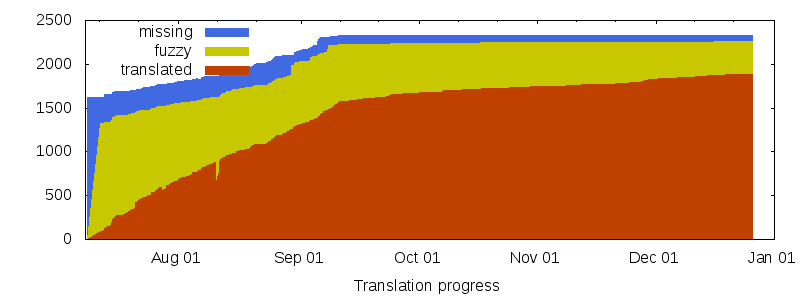 2500
2000
1500
1000
500
0
missing
fuzzy
translated
Aug 01 Sep 01 Oct 01 Nov 01 Dec 01 Jan 01
Translation progress